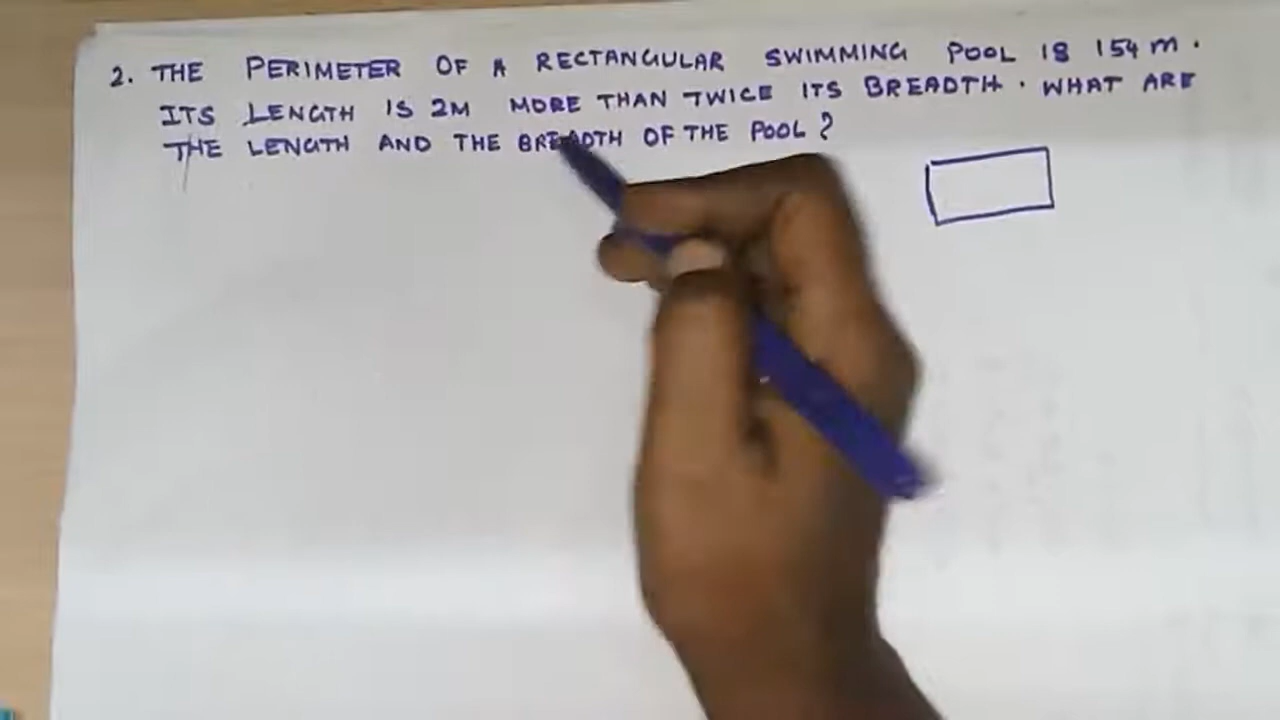 2. THE PERIMETER OF A RECTANGULAR SWIMMING POOL IS 154 m.
ITS LENGTH IS 2M MORE THAN TWICE ITS BREADTH. WHAT ARE
THE LENGTH AND THE BREADTH OF THE POOL?